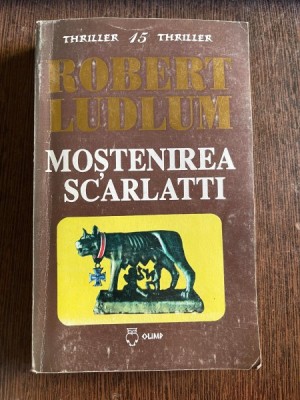 THRILLER 15 THRILLER
ROBERT
LUDLUM
MOȘTENIREA
SCARLATTI
OLIMP